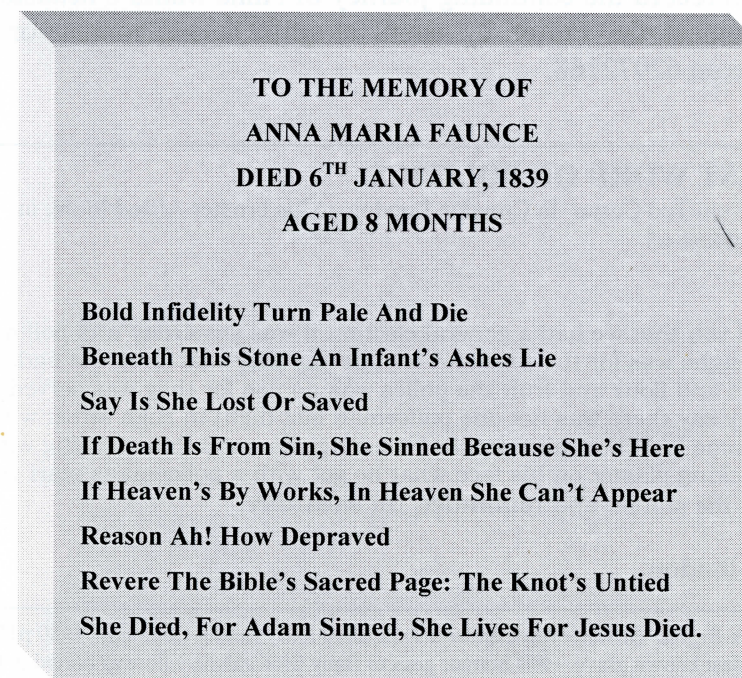 TO THE MEMORY OF
ANNA MARIA FAUNCE
DIED 6TH JANUARY, 1839
AGED 8 MONTHS
Bold Infidelity Turn Pale And Die
Beneath This Stone An Infant's Ashes Lie
Say Is She Lost Or Saved
If Death Is From Sin, She Sinned Because She's Here
If Heaven's By Works, In Heaven She Can't Appear
Reason Ah! How Depraved
Revere The Bible's Sacred Page: The Knot's Untied
She Died, For Adam Sinned, She Lives For Jesus Died.